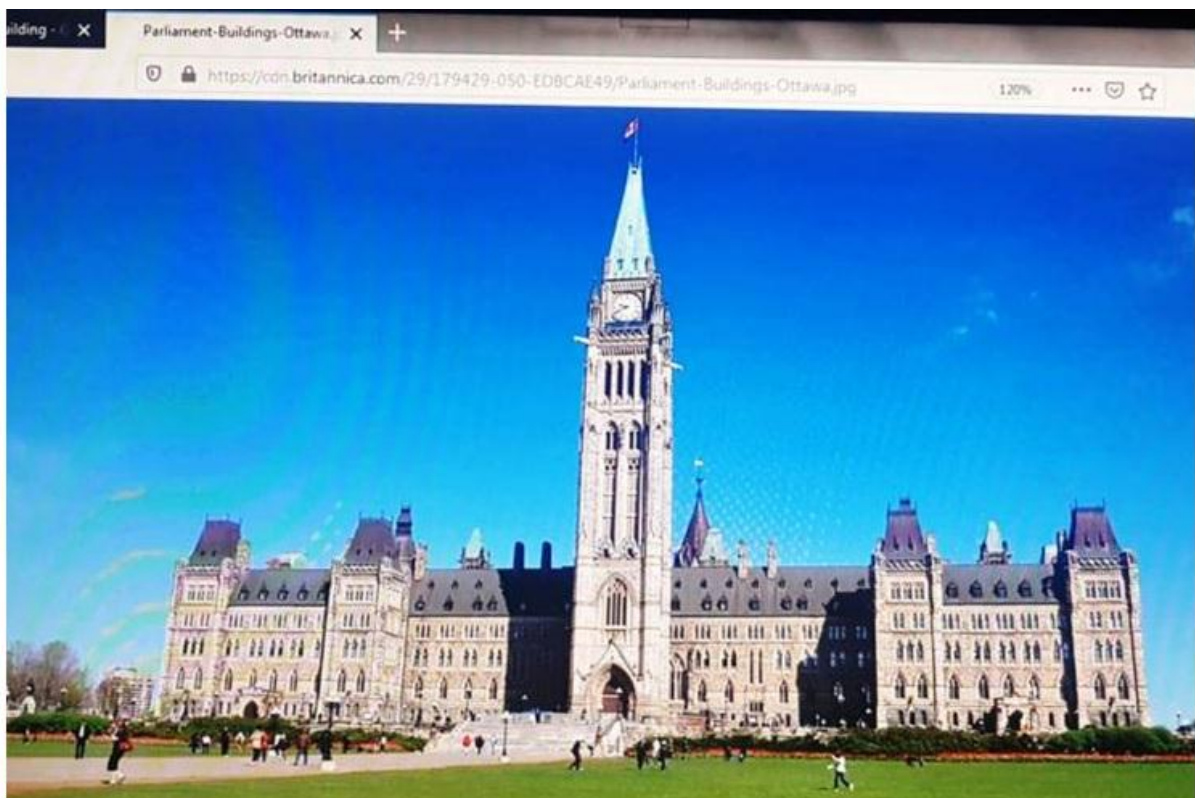 ilding -
Parliament-Buildings-Ottawa.
https://cdn.britannica.com/29/179429-050-EDBCAE49/Parliament-Buildings-Ottawa.jpg
120%